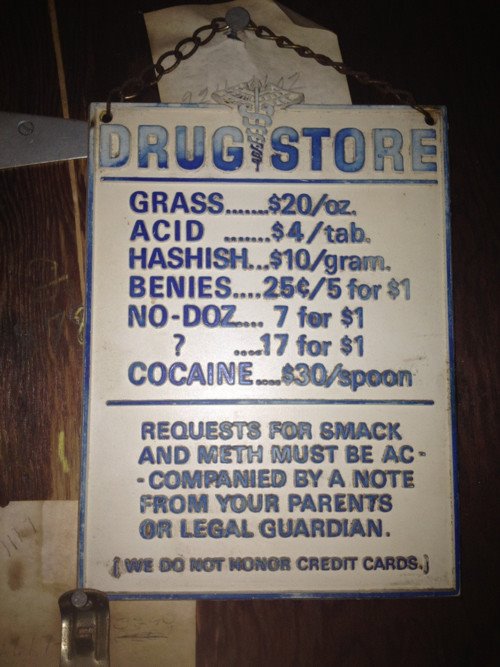 DRUG STORE
GRASS.......$20/oz.
ACID .......$4/tab.
HASHISH...$10/gram.
BENIES....25¢/5 for $1
NO-DOZ.... 7 for $1
? ....17 for $1
COCAINE....$30/spoon
REQUESTS FOR SMACK
AND METH MUST BE AC-
-COMPANIED BY A NOTE
FROM YOUR PARENTS
OR LEGAL GUARDIAN.
[WE DO NOT HONOR CREDIT CARDS.]